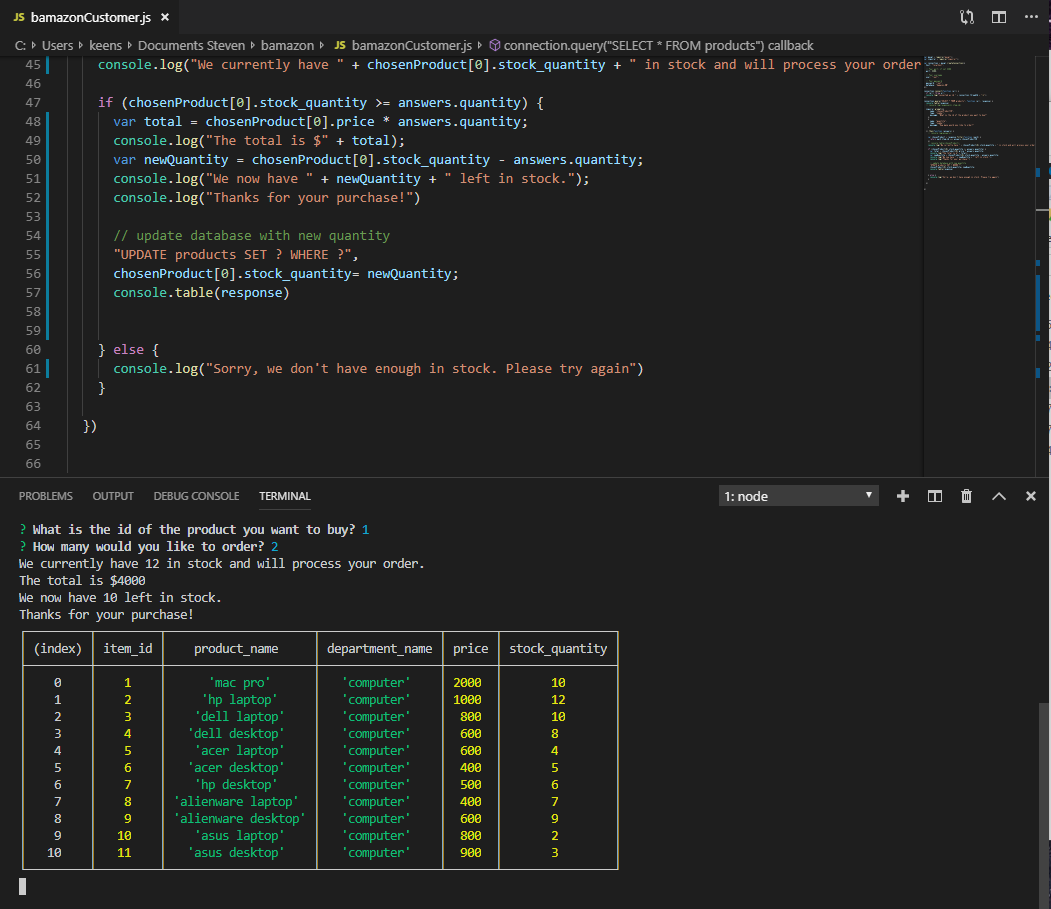 JS bamazonCustomer.js ×
C: › Users › keens › Documents Steven › bamazon › JS bamazonCustomer.js › connection.query("SELECT * FROM products") callback
45 console.log("We currently have " + chosenProduct[0].stock_quantity + " in stock and will process your order
46
47 if (chosenProduct[0].stock_quantity >= answers.quantity) {
48 var total = chosenProduct[0].price * answers.quantity;
49 console.log("The total is $" + total);
50 var newQuantity = chosenProduct[0].stock_quantity - answers.quantity;
51 console.log("We now have " + newQuantity + " left in stock.");
52 console.log("Thanks for your purchase!")
53
54 // update database with new quantity
55 "UPDATE products SET ? WHERE ?",
56 chosenProduct[0].stock_quantity= newQuantity;
57 console.table(response)
58
59
60 } else {
61 console.log("Sorry, we don't have enough in stock. Please try again")
62 }
63
64 })
65
66
PROBLEMS OUTPUT DEBUG CONSOLE TERMINAL 1: node
? What is the id of the product you want to buy? 1
? How many would you like to order? 2
We currently have 12 in stock and will process your order.
The total is $4000
We now have 10 left in stock.
Thanks for your purchase!
(index) item_id product_name department_name price stock_quantity
0 1 'mac pro' 'computer' 2000 10
1 2 'hp laptop' 'computer' 1000 12
2 3 'dell laptop' 'computer' 800 10
3 4 'dell desktop' 'computer' 600 8
4 5 'acer laptop' 'computer' 600 4
5 6 'acer desktop' 'computer' 400 5
6 7 'hp desktop' 'computer' 500 6
7 8 'alienware laptop' 'computer' 400 7
8 9 'alienware desktop' 'computer' 600 9
9 10 'asus laptop' 'computer' 800 2
10 11 'asus desktop' 'computer' 900 3